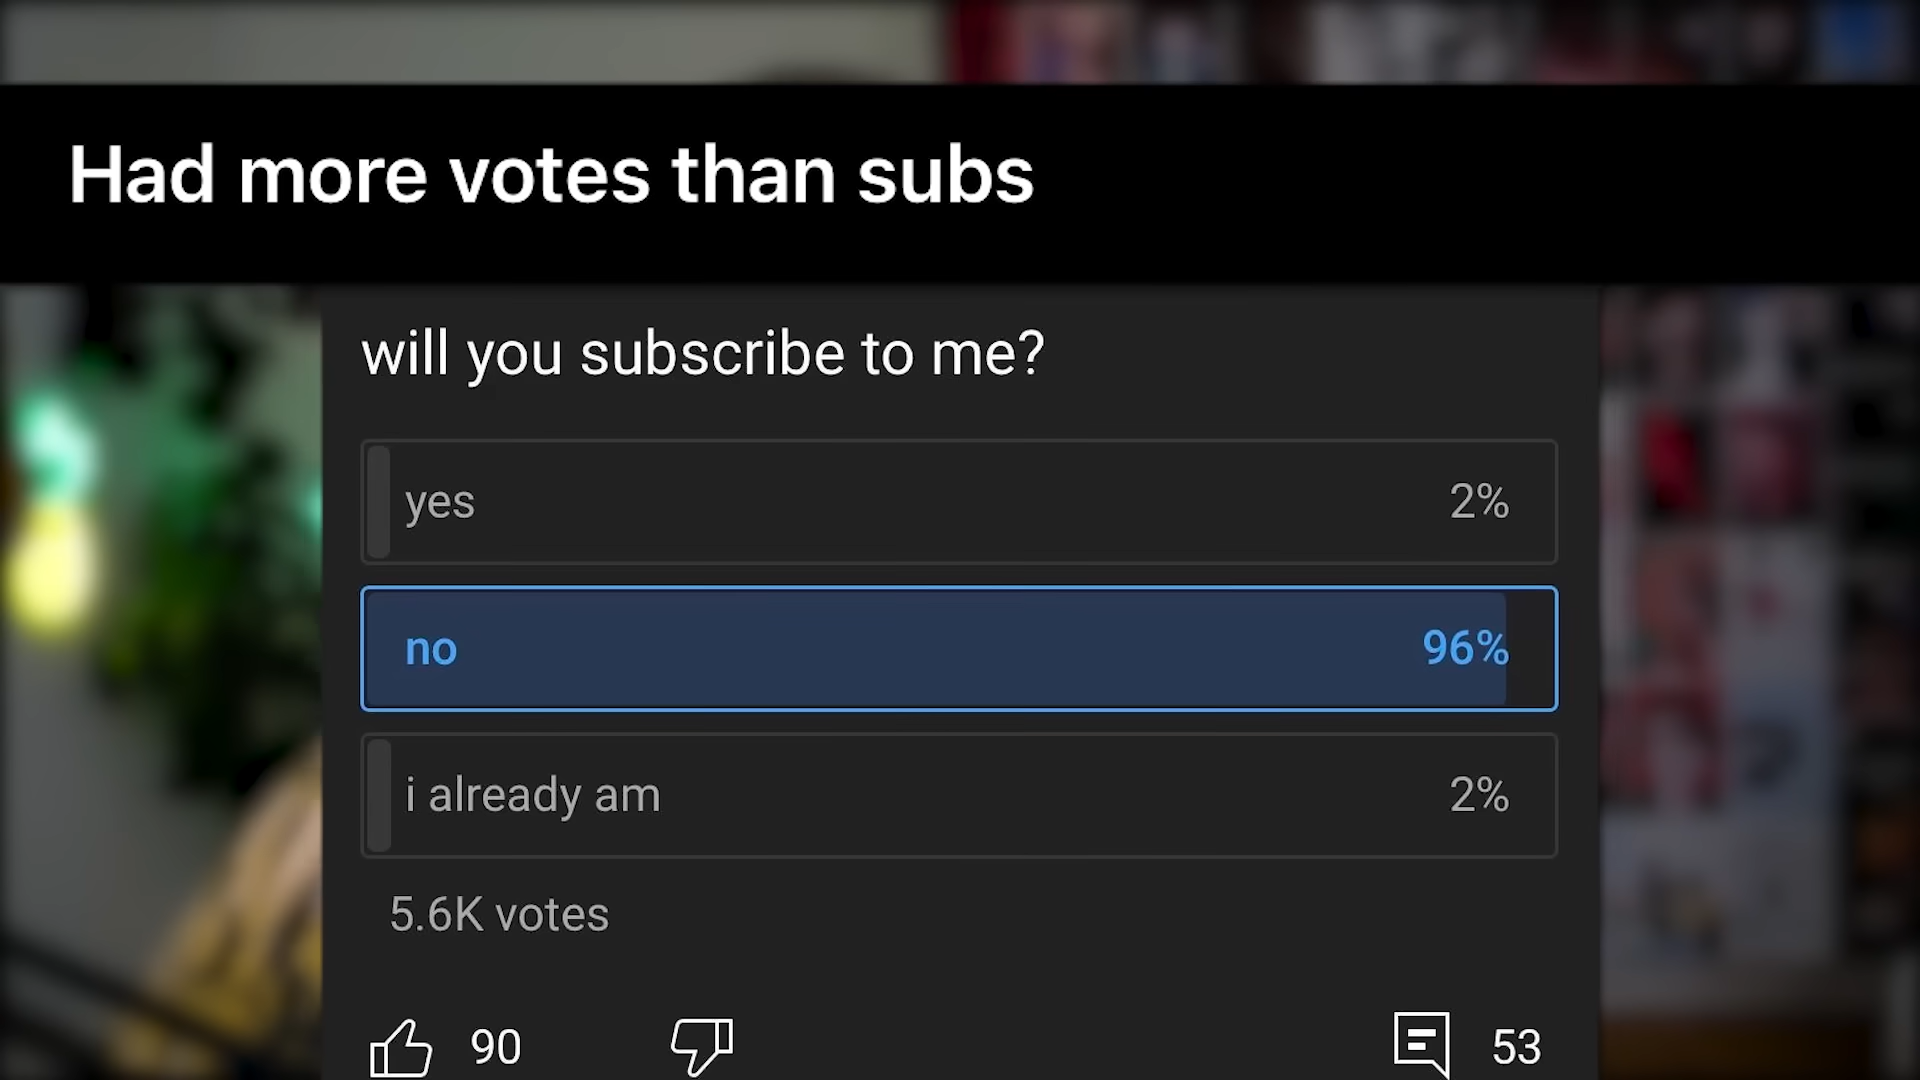 Had more votes than subs
will you subscribe to me?
yes 2%
no 96%
i already am 2%
5.6K votes
90 53